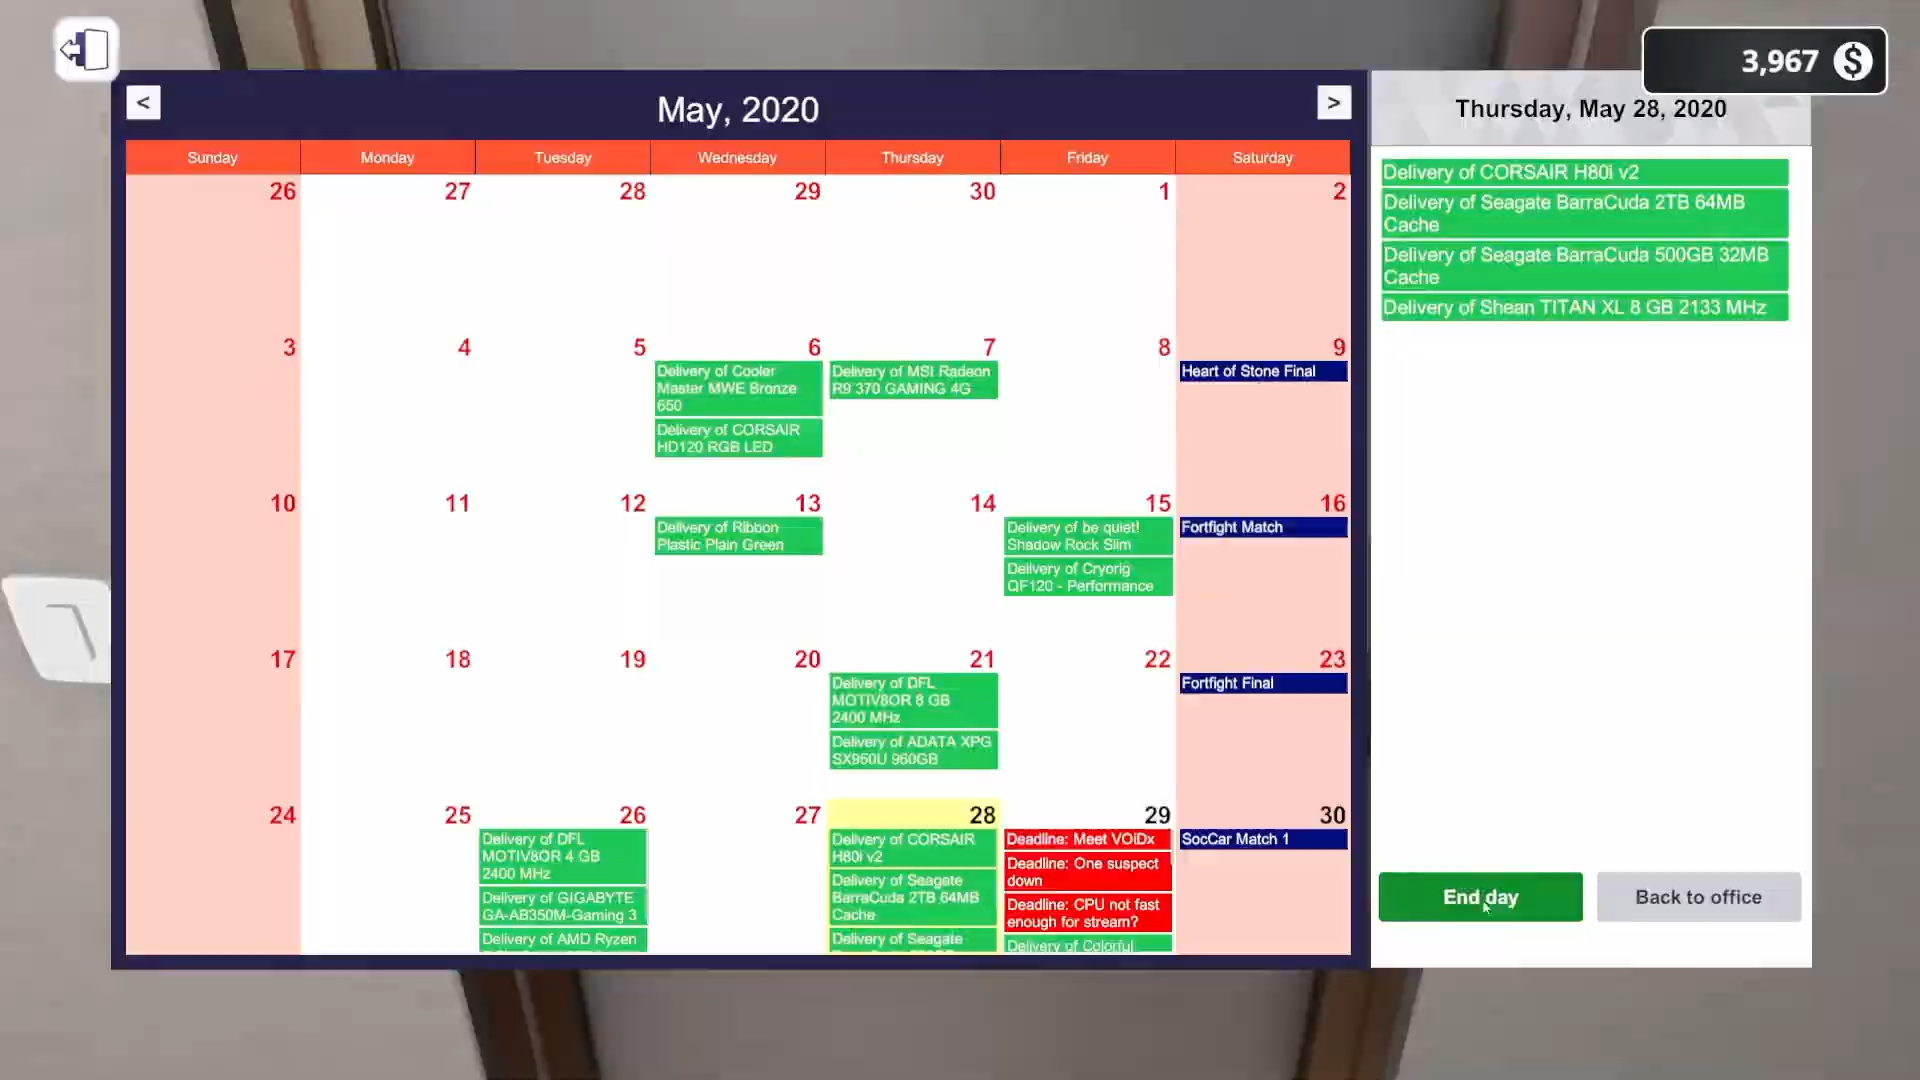 3,967 $
<
May, 2020
>
Sunday Monday Tuesday Wednesday Thursday Friday Saturday
26 27 28 29 30 1 2
3 4 5 6 7 8 9
Delivery of Cooler
Master MWE Bronze
650
Delivery of CORSAIR
HD120 RGB LED
Delivery of MSI Radeon
R9 370 GAMING 4G
Heart of Stone Final
10 11 12 13 14 15 16
Delivery of Ribbon
Plastic Plain Green
Delivery of be quiet!
Shadow Rock Slim
Delivery of Cryorig
QF120 - Performance
Fortfight Match
17 18 19 20 21 22 23
Delivery of DFL
MOTIV8OR 8 GB
2400 MHz
Delivery of ADATA XPG
SX950U 960GB
Fortfight Final
24 25 26 27 28 29 30
Delivery of DFL
MOTIV8OR 4 GB
2400 MHz
Delivery of GIGABYTE
GA-AB350M-Gaming 3
Delivery of AMD Ryzen
Delivery of CORSAIR
H80i v2
Delivery of Seagate
BarraCuda 2TB 64MB
Cache
Delivery of Seagate
Deadline: Meet VOiDx
Deadline: One suspect
down
Deadline: CPU not fast
enough for stream?
Delivery of Colorful
SocCar Match 1
Thursday, May 28, 2020
Delivery of CORSAIR H80i v2
Delivery of Seagate BarraCuda 2TB 64MB
Cache
Delivery of Seagate BarraCuda 500GB 32MB
Cache
Delivery of Shean TITAN XL 8 GB 2133 MHz
End day
Back to office